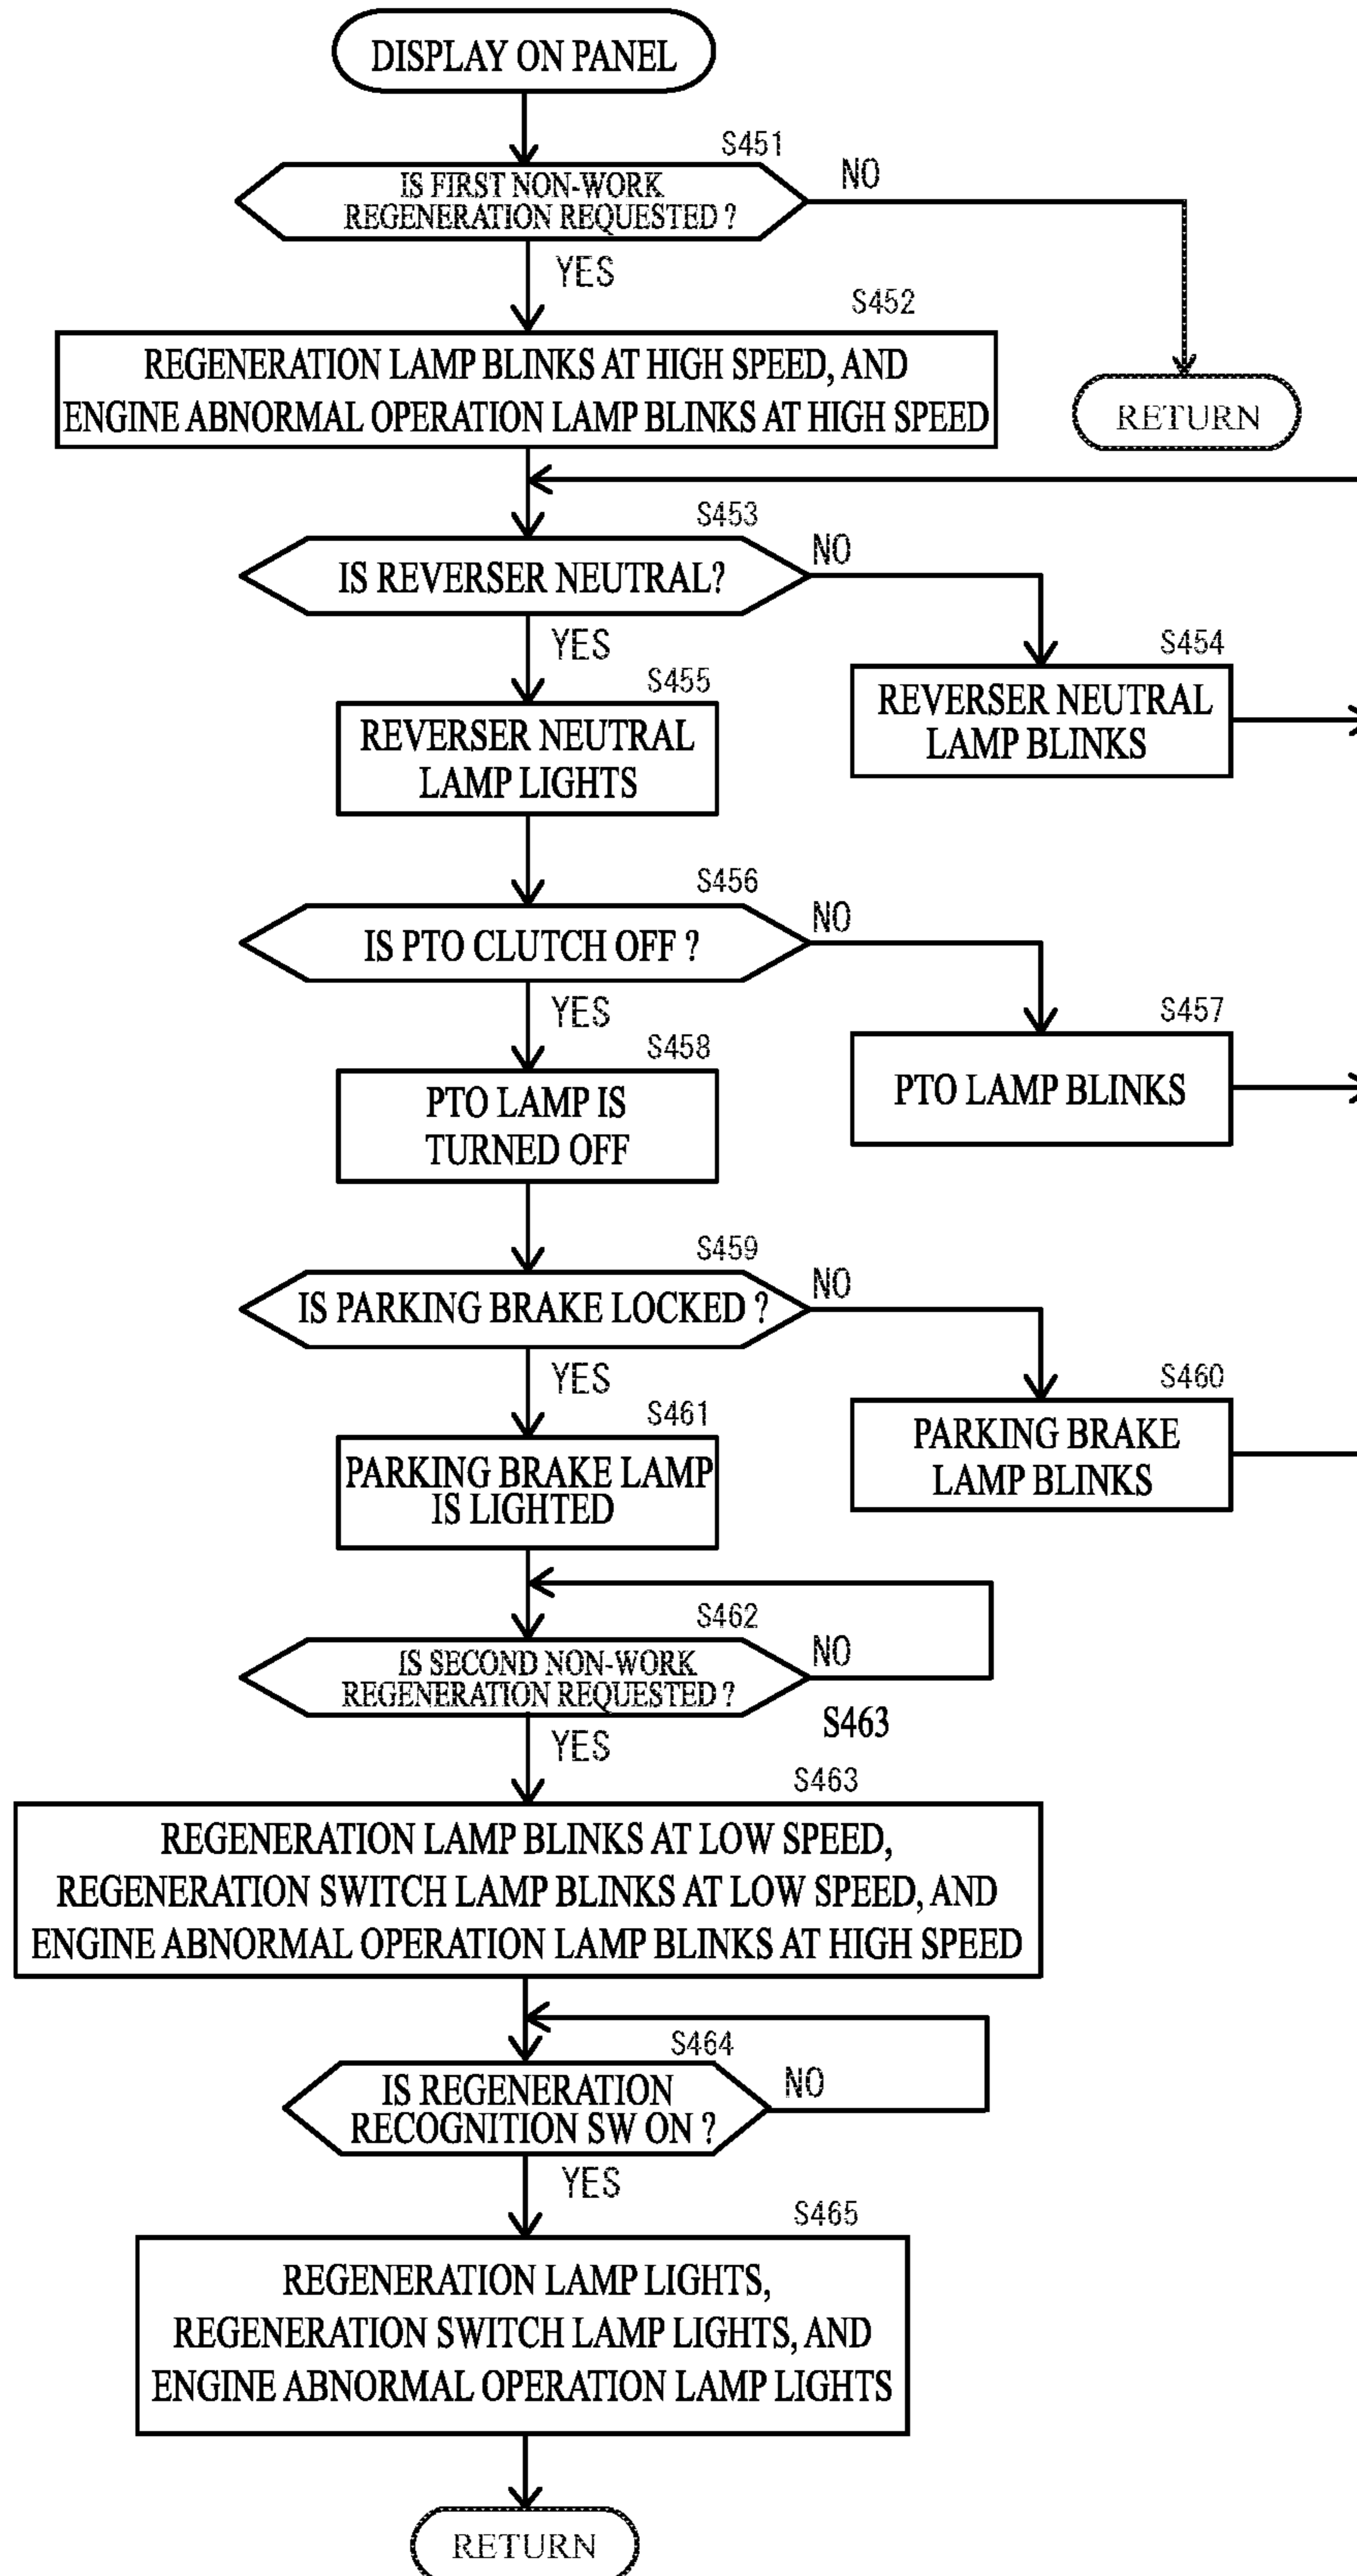 DISPLAY ON PANEL
S451
IS FIRST NON-WORK
REGENERATION REQUESTED ?
NO
YES
S452
REGENERATION LAMP BLINKS AT HIGH SPEED, AND
ENGINE ABNORMAL OPERATION LAMP BLINKS AT HIGH SPEED
RETURN
S453
IS REVERSER NEUTRAL?
NO
YES
S454
REVERSER NEUTRAL
LAMP BLINKS
S455
REVERSER NEUTRAL
LAMP LIGHTS
S456
IS PTO CLUTCH OFF ?
NO
YES
S457
PTO LAMP BLINKS
S458
PTO LAMP IS
TURNED OFF
S459
IS PARKING BRAKE LOCKED ?
NO
YES
S460
PARKING BRAKE
LAMP BLINKS
S461
PARKING BRAKE LAMP
IS LIGHTED
S462
IS SECOND NON-WORK
REGENERATION REQUESTED ?
NO
S463
YES
S463
REGENERATION LAMP BLINKS AT LOW SPEED,
REGENERATION SWITCH LAMP BLINKS AT LOW SPEED, AND
ENGINE ABNORMAL OPERATION LAMP BLINKS AT HIGH SPEED
S464
IS REGENERATION
RECOGNITION SW ON ?
NO
YES
S465
REGENERATION LAMP LIGHTS,
REGENERATION SWITCH LAMP LIGHTS, AND
ENGINE ABNORMAL OPERATION LAMP LIGHTS
RETURN